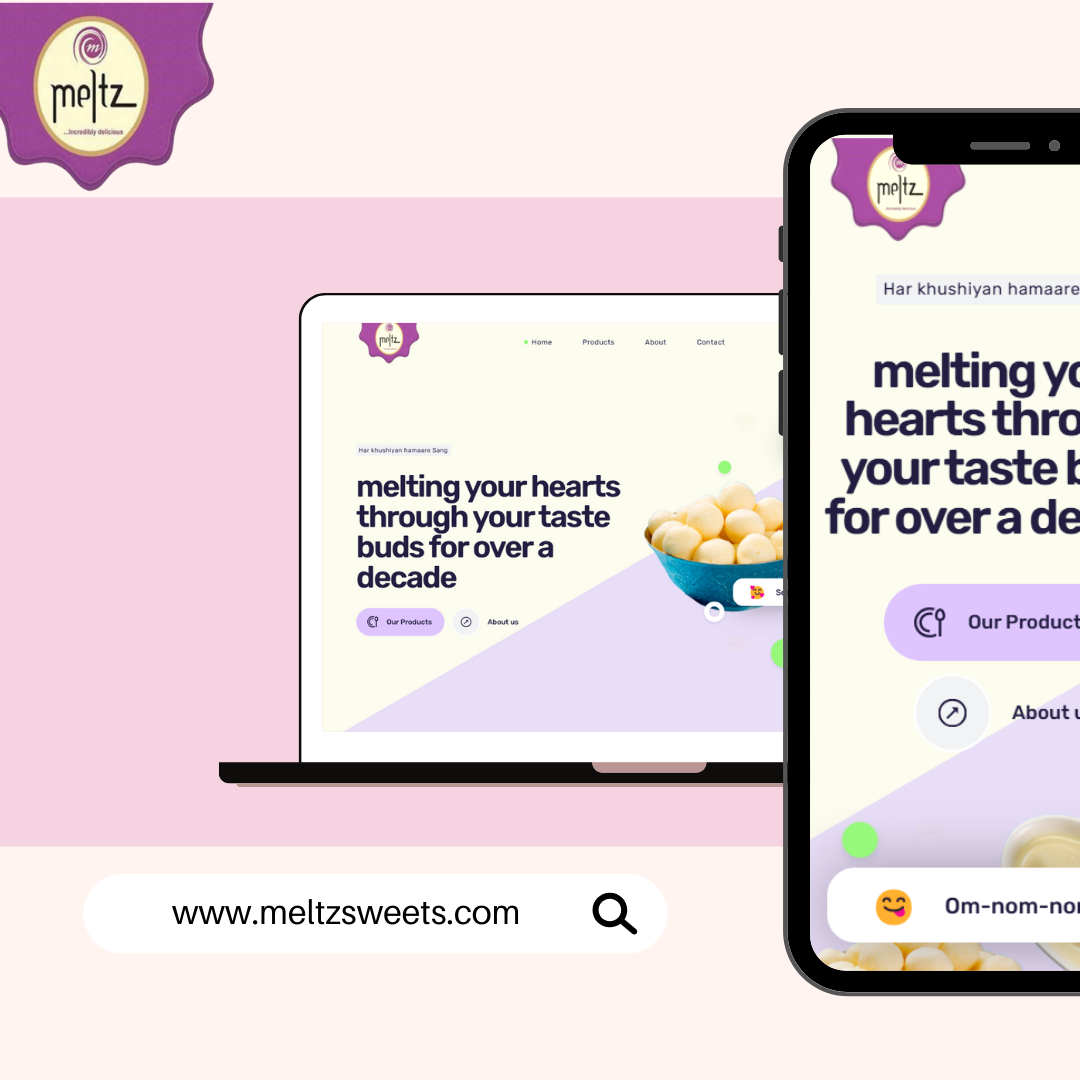 meltz
...Incredibly delicious
meltz
Home Products About Contact
Har khushiyan hamaare Sang
melting your hearts
through your taste
buds for over a
decade
Our Products About us
www.meltzsweets.com
meltz
Har khushiyan hamaare
melting yo
hearts thro
your taste b
for over a de
Our Product
About u
Om-nom-no